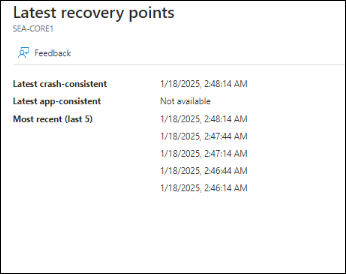 Latest recovery points
SEA-CORE1
Feedback
Latest crash-consistent 1/18/2025, 2:48:14 AM
Latest app-consistent Not available
Most recent (last 5) 1/18/2025, 2:48:14 AM
1/18/2025, 2:47:44 AM
1/18/2025, 2:47:14 AM
1/18/2025, 2:46:44 AM
1/18/2025, 2:46:14 AM